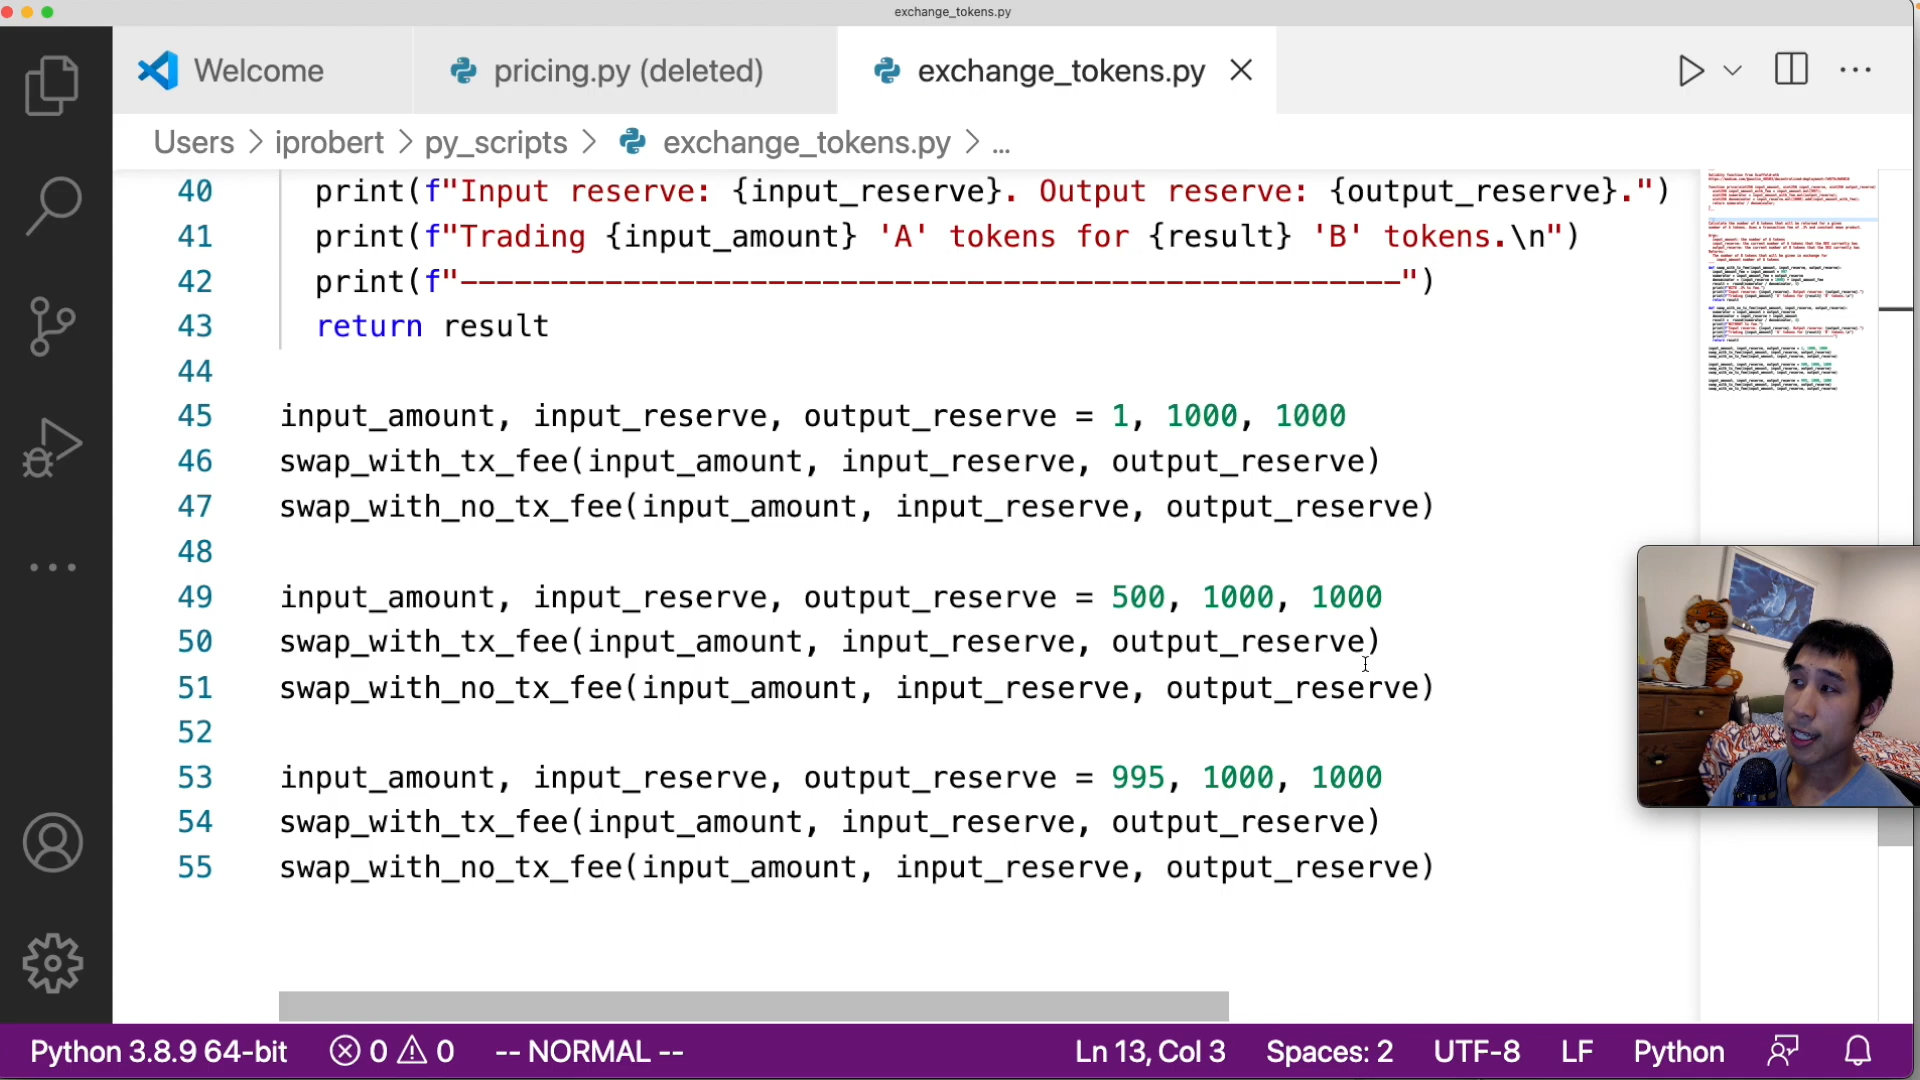 exchange_tokens.py
Welcome
pricing.py (deleted)
exchange_tokens.py
Users > iprobert > py_scripts > exchange_tokens.py > ...
40 print(f"Input reserve: {input_reserve}. Output reserve: {output_reserve}.")
41 print(f"Trading {input_amount} 'A' tokens for {result} 'B' tokens.\n")
42 print(f"----------------------------------------------------")
43 return result
44
45 input_amount, input_reserve, output_reserve = 1, 1000, 1000
46 swap_with_tx_fee(input_amount, input_reserve, output_reserve)
47 swap_with_no_tx_fee(input_amount, input_reserve, output_reserve)
48
49 input_amount, input_reserve, output_reserve = 500, 1000, 1000
50 swap_with_tx_fee(input_amount, input_reserve, output_reserve)
51 swap_with_no_tx_fee(input_amount, input_reserve, output_reserve)
52
53 input_amount, input_reserve, output_reserve = 995, 1000, 1000
54 swap_with_tx_fee(input_amount, input_reserve, output_reserve)
55 swap_with_no_tx_fee(input_amount, input_reserve, output_reserve)
Python 3.8.9 64-bit 0 0 -- NORMAL -- Ln 13, Col 3 Spaces: 2 UTF-8 LF Python